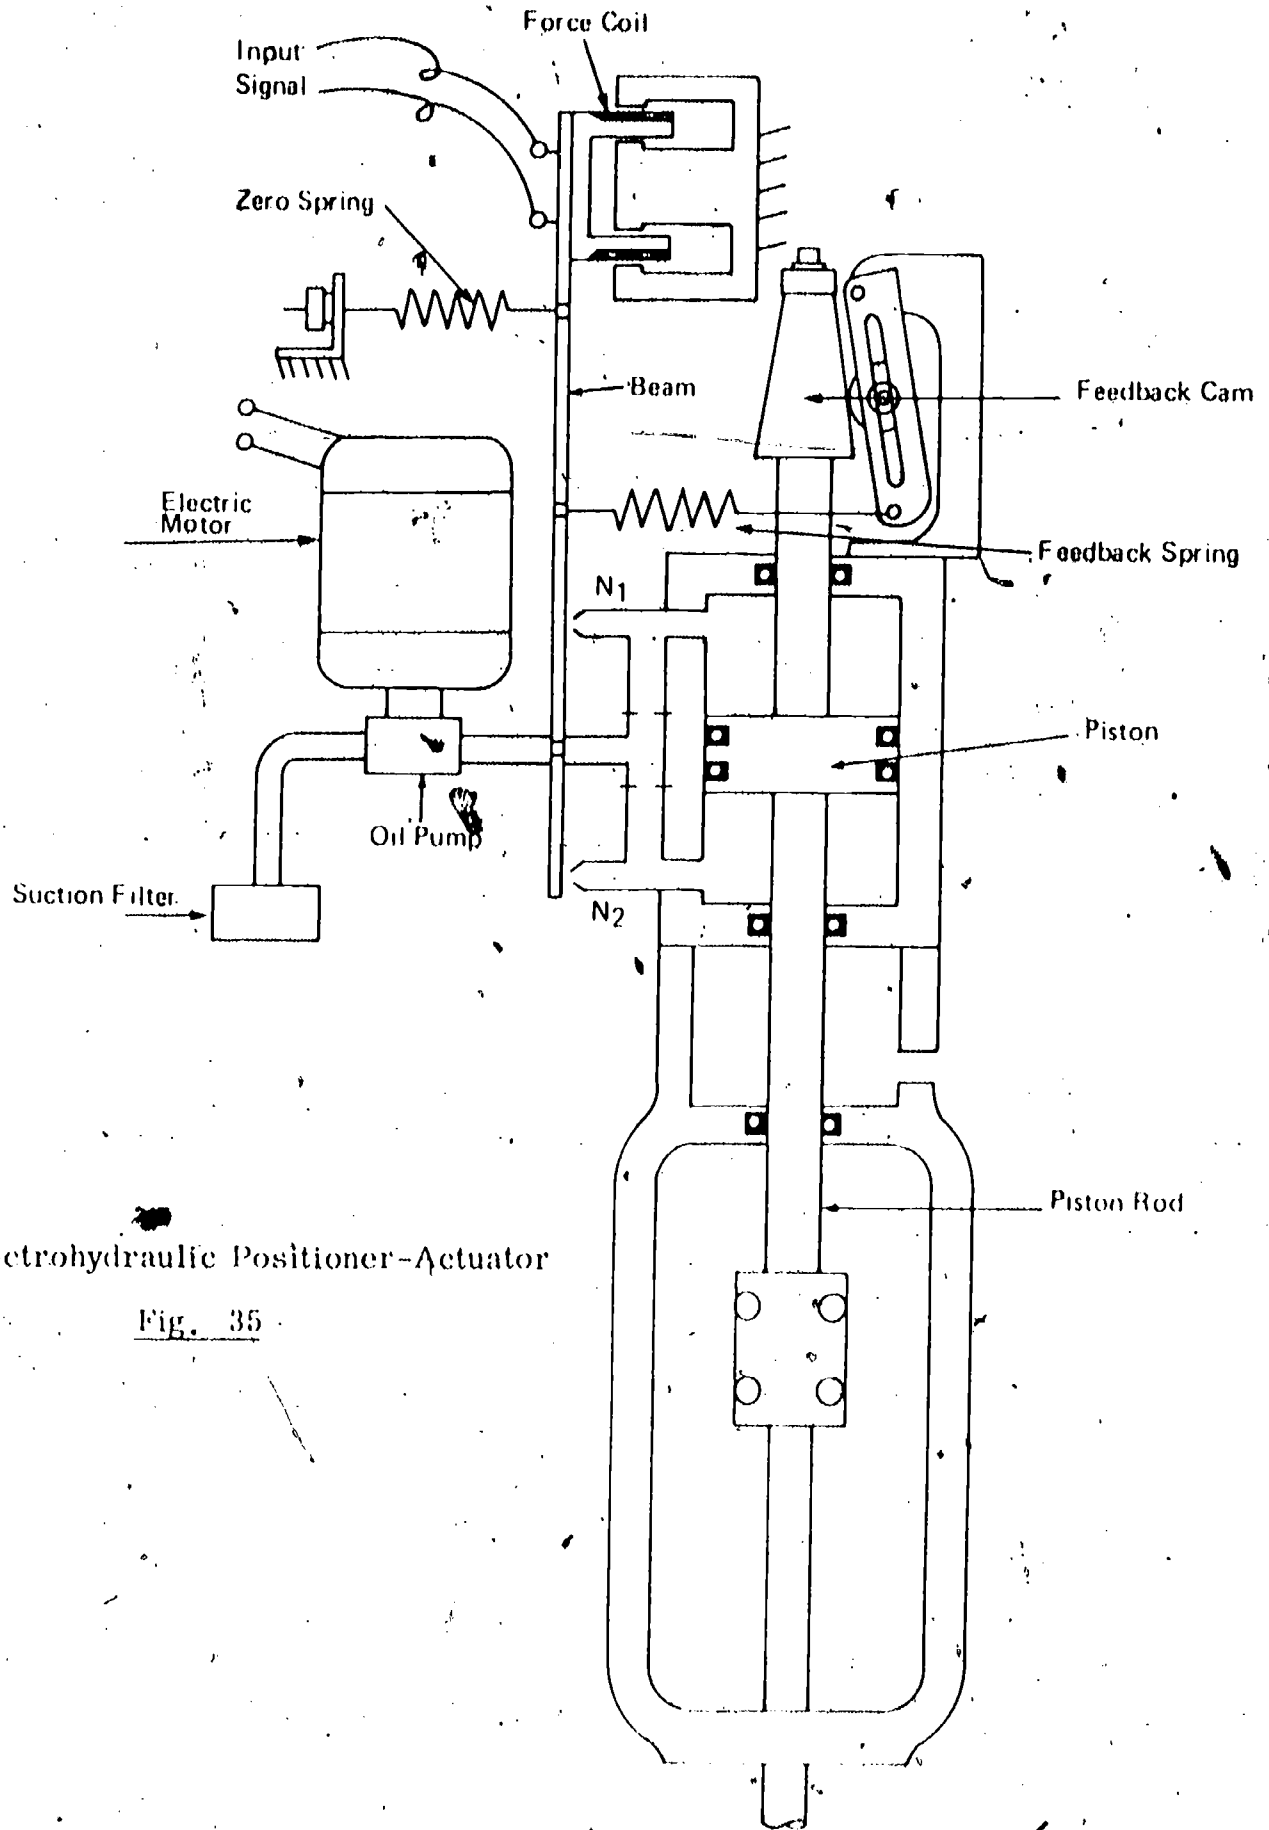 Force Coil
Input
Signal
Zero Spring
Beam
Feedback Cam
Electric
Motor
Feedback Spring
N1
Piston
Oil Pump
Suction Filter
N2
Piston Rod
ctrohydraulic Positioner-Actuator
Fig. 35